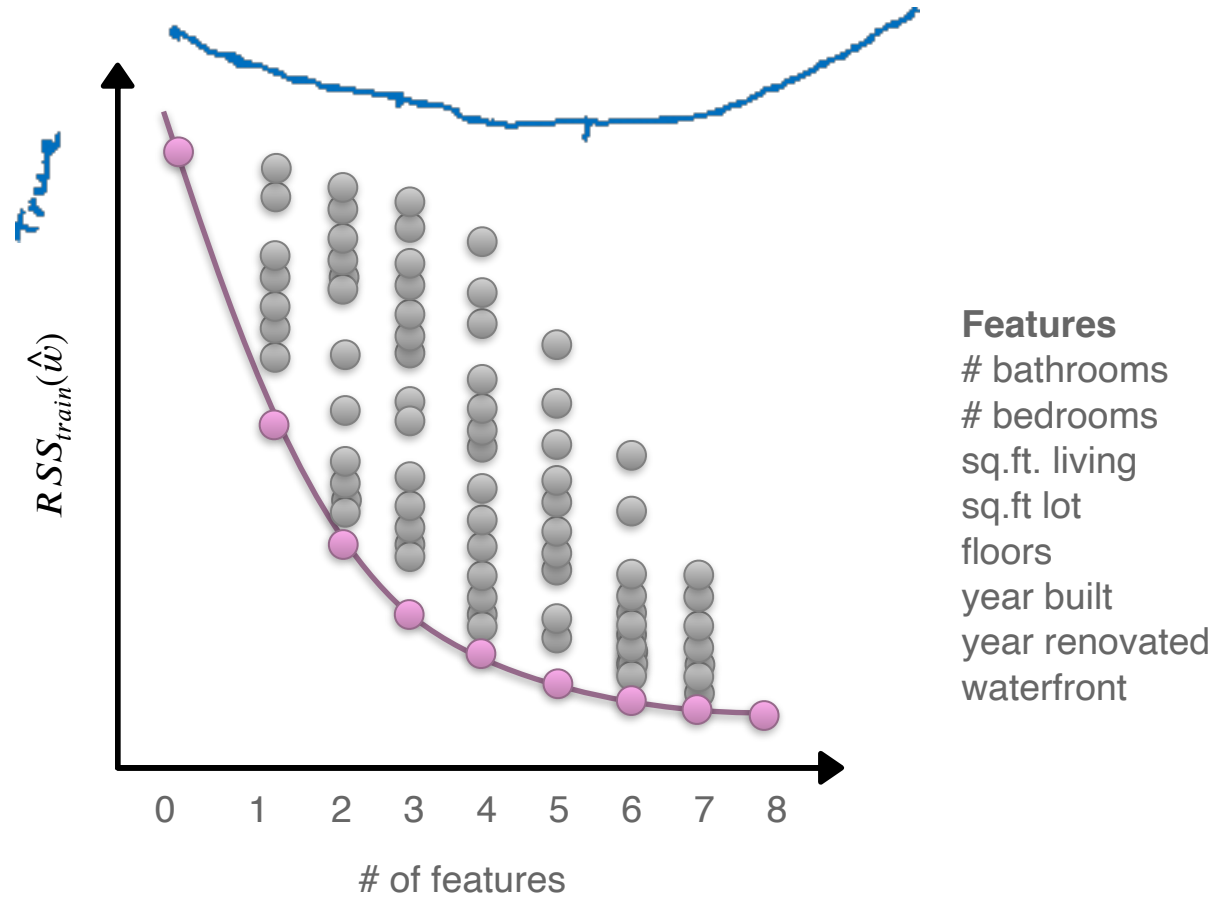 RSS_train(ŵ)
0 1 2 3 4 5 6 7 8
# of features
Features
# bathrooms
# bedrooms
sq.ft. living
sq.ft lot
floors
year built
year renovated
waterfront